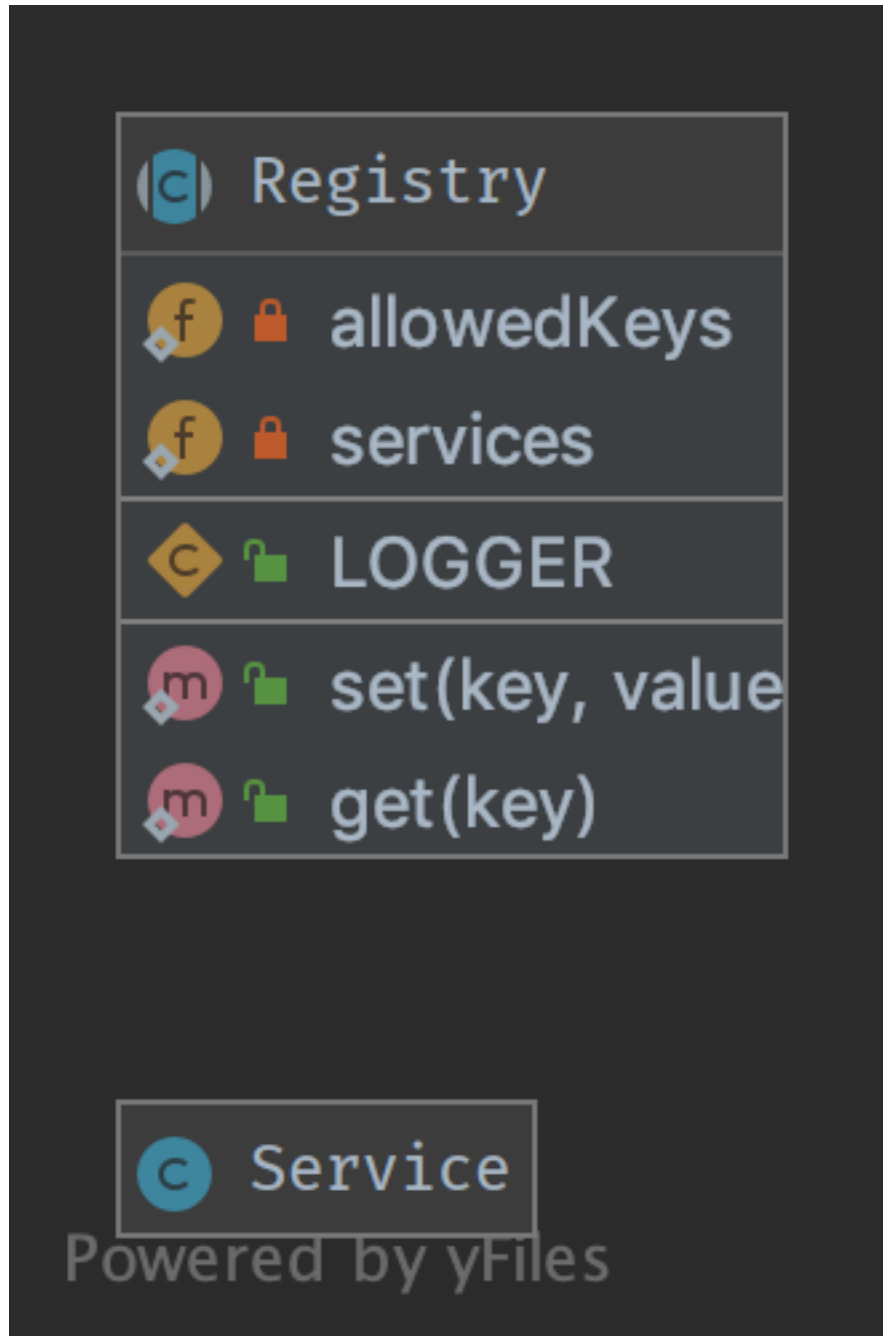 Registry
allowedKeys
services
LOGGER
set(key, value
get(key)
Service
Powered by yFiles